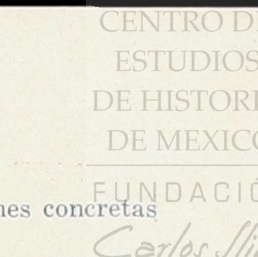 CENTRO D
ESTUDIOS
DE HISTORI
DE MEXICO
FUNDACIÓ
nes concretas
Carlos Sli